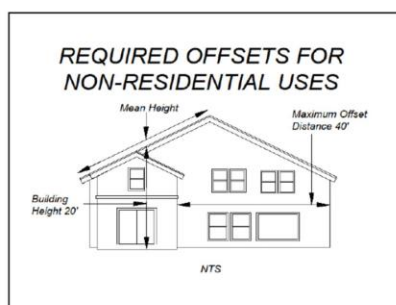 REQUIRED OFFSETS FOR
NON-RESIDENTIAL USES
Mean Height
Maximum Offset
Distance 40'
Building
Height 20'
NTS